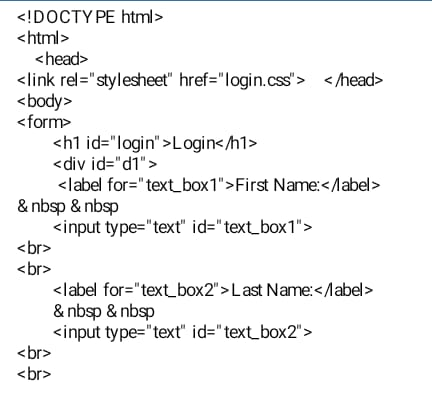 <!DOCTYPE html>
<html>
<head>
<link rel="stylesheet" href="login.css"> </head>
<body>
<form>
<h1 id="login">Login</h1>
<div id="d1">
<label for="text_box1">First Name:</label>
&nbsp &nbsp
<input type="text" id="text_box1">
<br>
<br>
<label for="text_box2">Last Name:</label>
&nbsp &nbsp
<input type="text" id="text_box2">
<br>
<br>